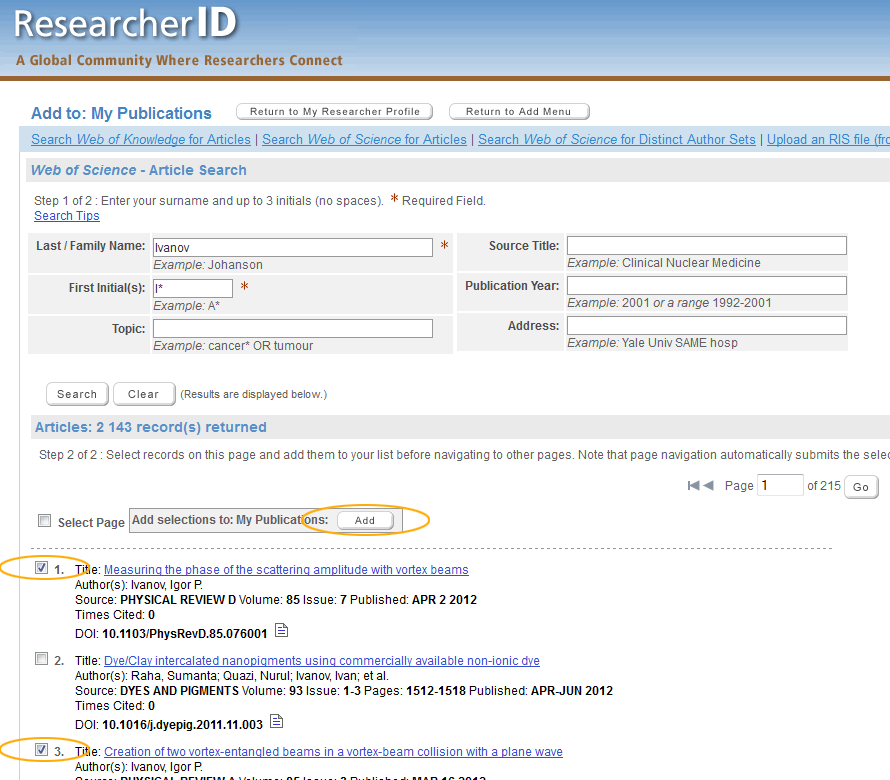 ResearcherID
A Global Community Where Researchers Connect
Add to: My Publications Return to My Researcher Profile Return to Add Menu
Search Web of Knowledge for Articles | Search Web of Science for Articles | Search Web of Science for Distinct Author Sets | Upload an RIS file (fro
Web of Science - Article Search
Step 1 of 2 : Enter your surname and up to 3 initials (no spaces). * Required Field.
Search Tips
Last / Family Name: Ivanov *
Example: Johanson
First Initial(s): I* *
Example: A*
Topic:
Example: cancer* OR tumour
Source Title:
Example: Clinical Nuclear Medicine
Publication Year:
Example: 2001 or a range 1992-2001
Address:
Example: Yale Univ SAME hosp
Search Clear (Results are displayed below.)
Articles: 2 143 record(s) returned
Step 2 of 2 : Select records on this page and add them to your list before navigating to other pages. Note that page navigation automatically submits the selec
Page 1 of 215 Go
Select Page Add selections to: My Publications: Add
1. Title: Measuring the phase of the scattering amplitude with vortex beams
Author(s): Ivanov, Igor P.
Source: PHYSICAL REVIEW D Volume: 85 Issue: 7 Published: APR 2 2012
Times Cited: 0
DOI: 10.1103/PhysRevD.85.076001
2. Title: Dye/Clay intercalated nanopigments using commercially available non-ionic dye
Author(s): Raha, Sumanta; Quazi, Nurul; Ivanov, Ivan; et al.
Source: DYES AND PIGMENTS Volume: 93 Issue: 1-3 Pages: 1512-1518 Published: APR-JUN 2012
Times Cited: 0
DOI: 10.1016/j.dyepig.2011.11.003
3. Title: Creation of two vortex-entangled beams in a vortex-beam collision with a plane wave
Author(s): Ivanov, Igor P.
Source: PHYSICAL REVIEW A Volume: 85 Issue: 3 Published: MAR 16 2012